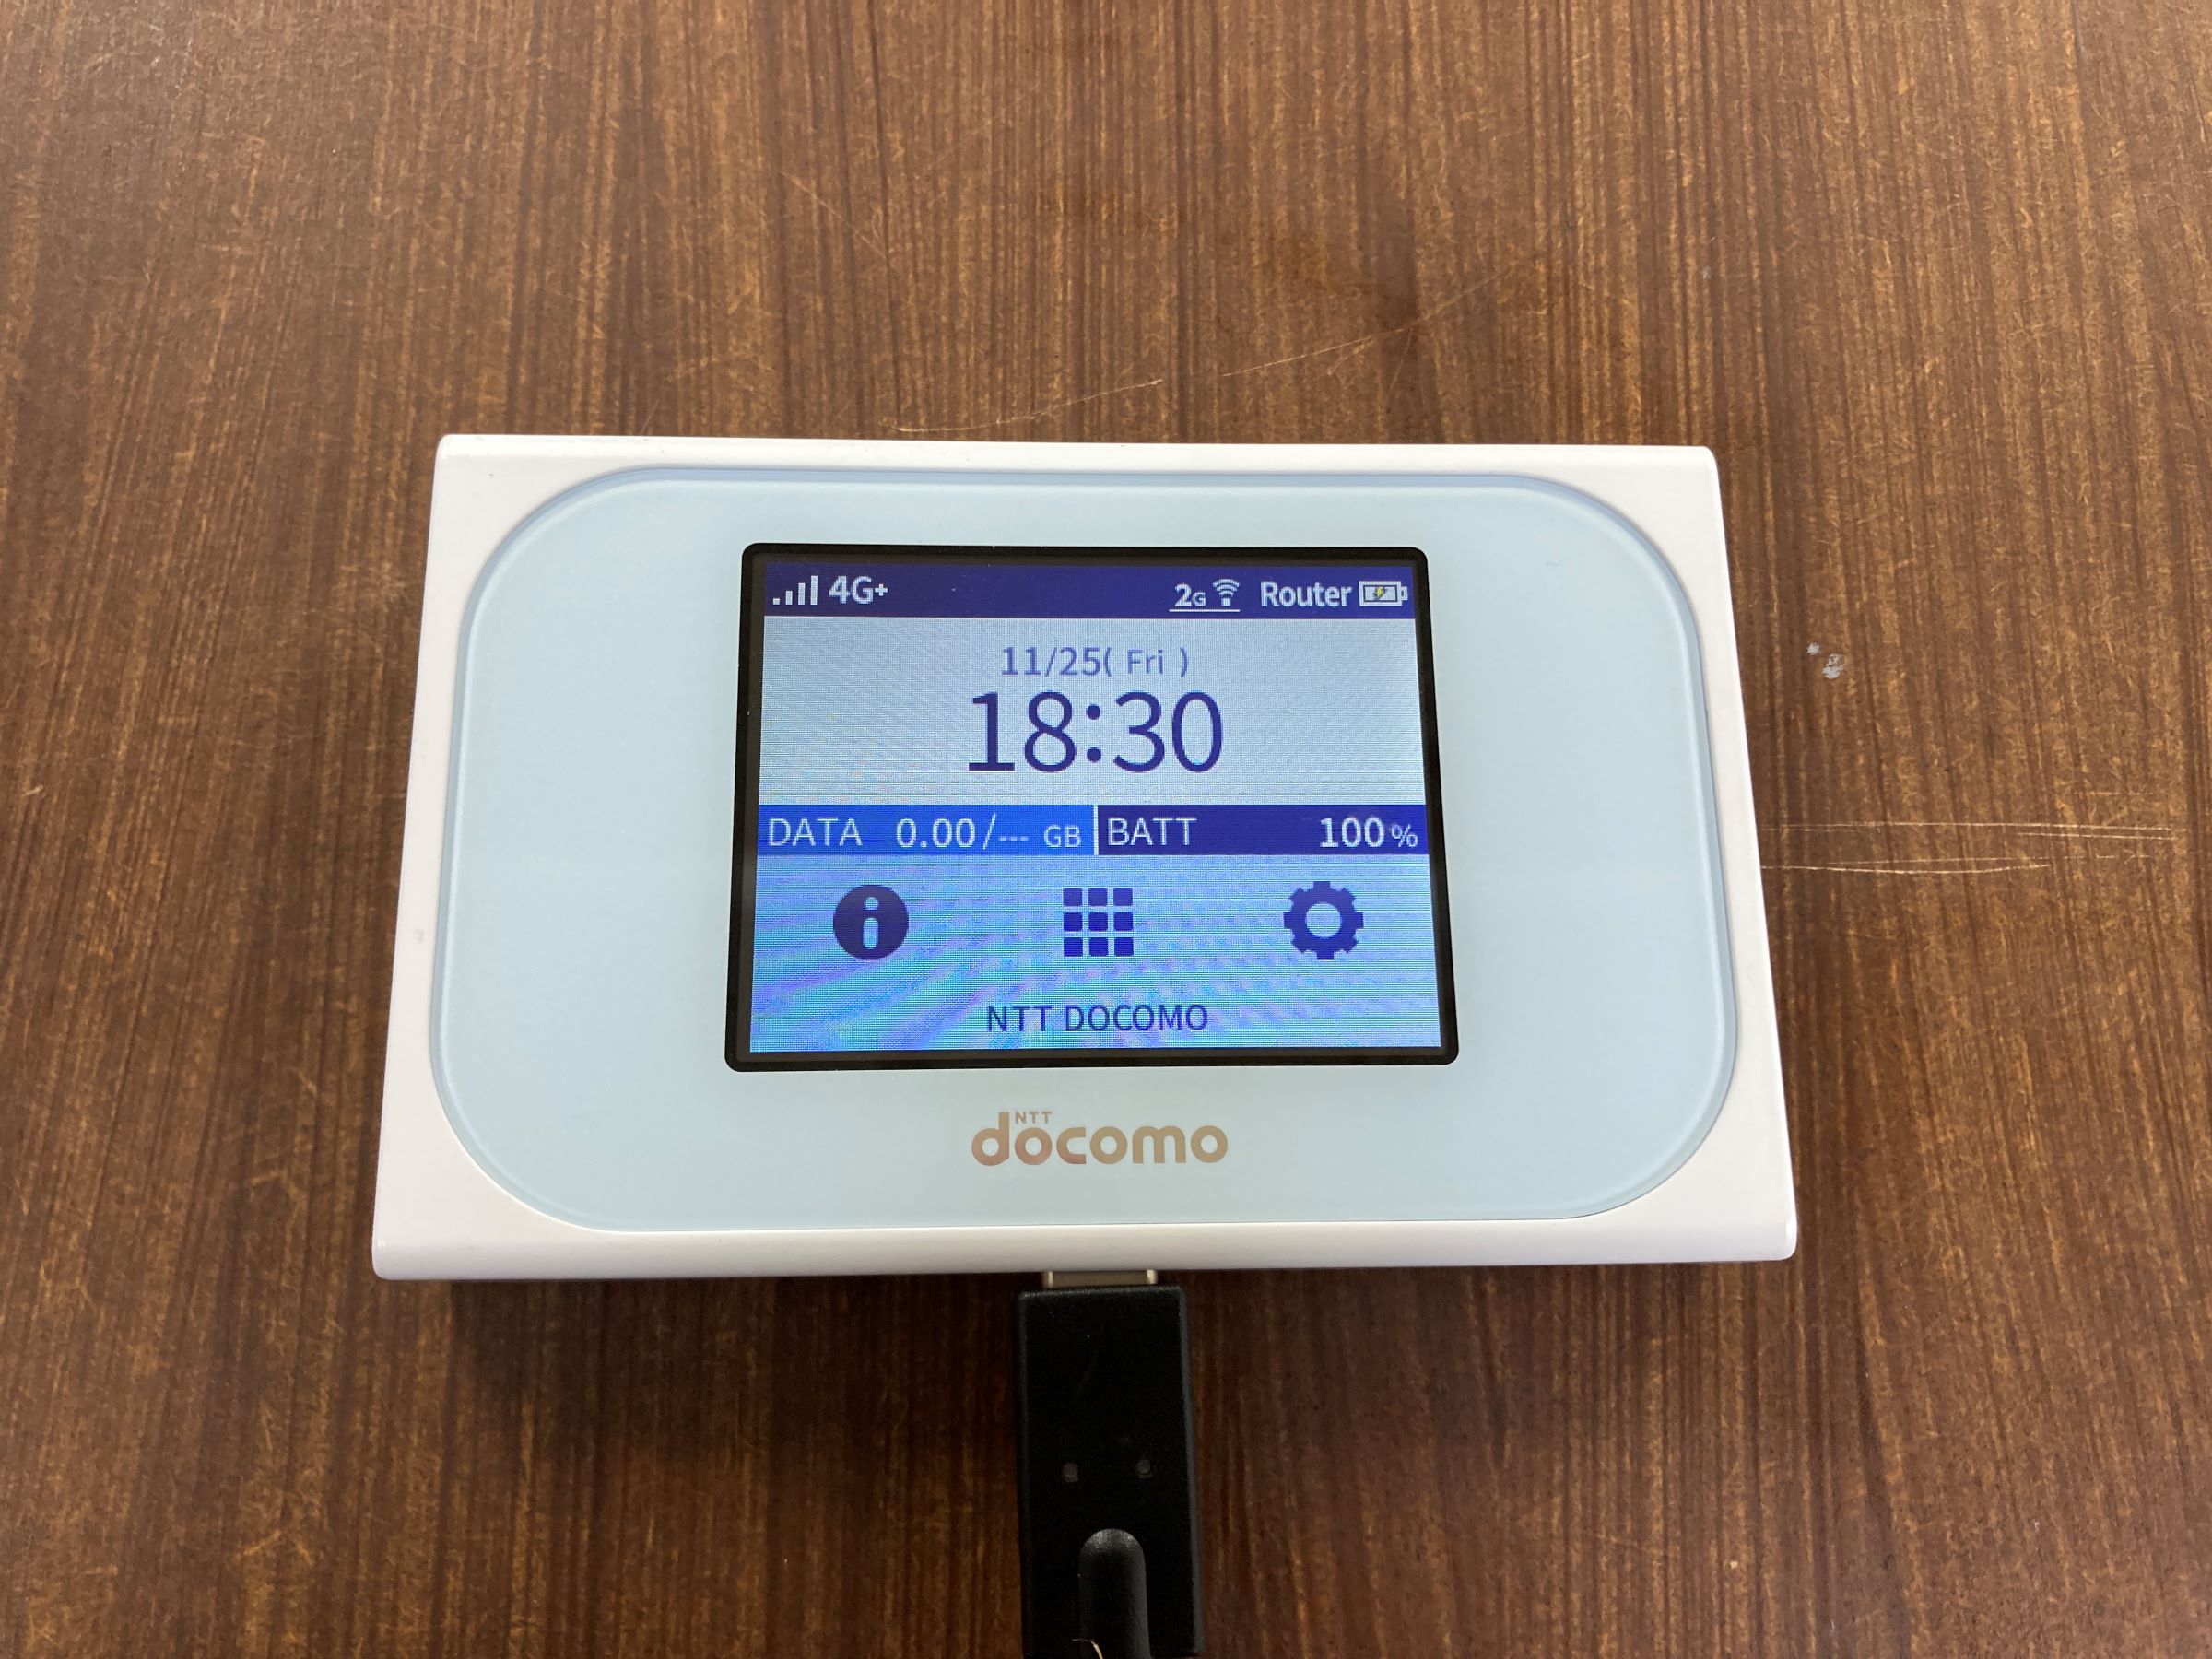 4G+ 2G Router
11/25( Fri )
18:30
DATA 0.00/--- GB BATT 100%
NTT DOCOMO
NTT
docomo